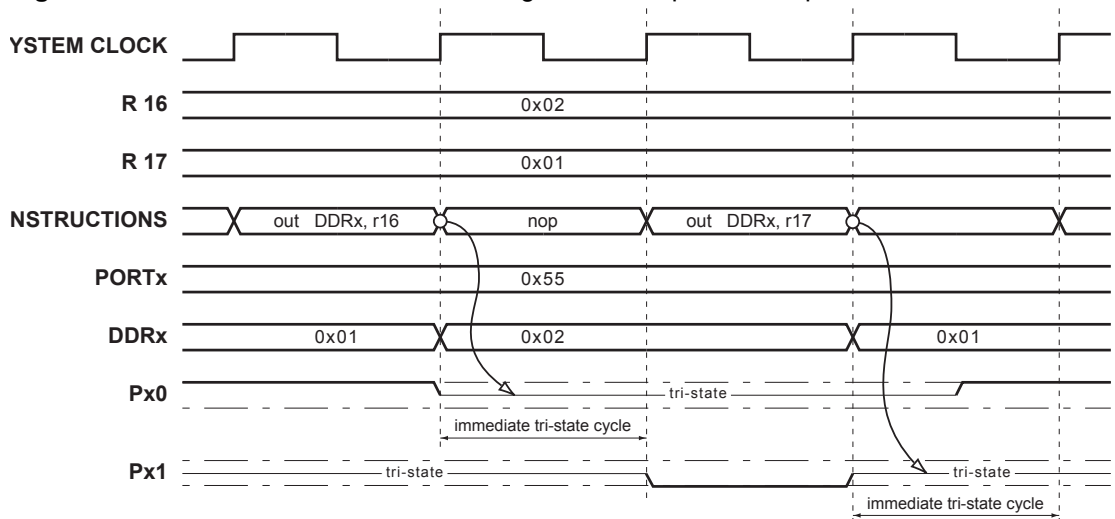 YSTEM CLOCK
R 16
0x02
R 17
0x01
NSTRUCTIONS
out DDRx, r16
nop
out DDRx, r17
PORTx
0x55
DDRx
0x01
0x02
0x01
Px0
tri-state
immediate tri-state cycle
Px1
tri-state
tri-state
immediate tri-state cycle